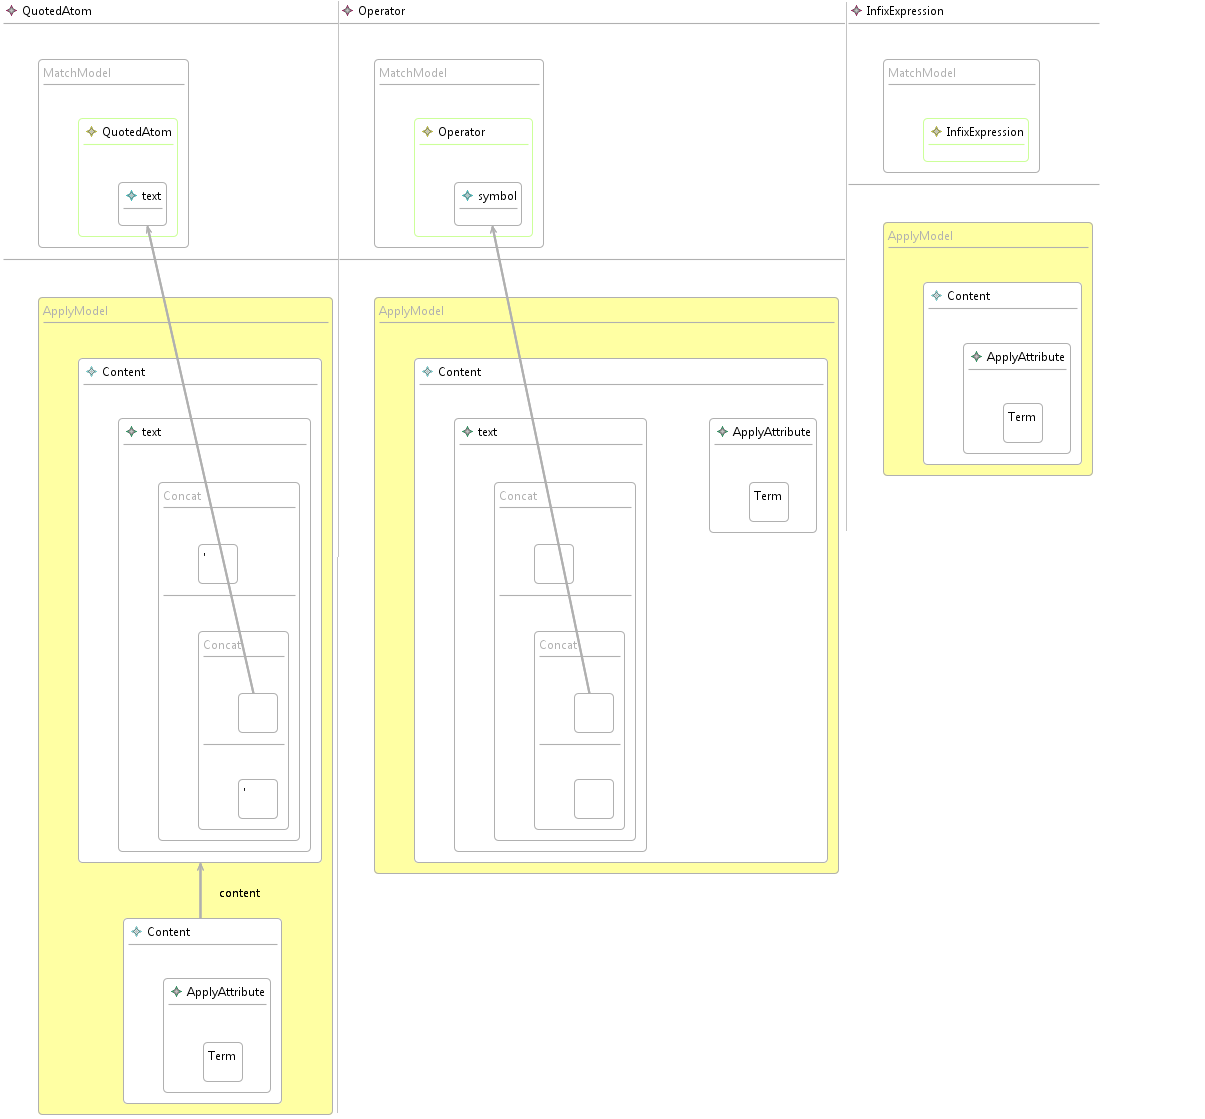 QuotedAtom
MatchModel
QuotedAtom
text
ApplyModel
Content
text
Concat
'
Concat
'
content
Content
ApplyAttribute
Term
Operator
MatchModel
Operator
symbol
ApplyModel
Content
text
ApplyAttribute
Concat
Term
Concat
InfixExpression
MatchModel
InfixExpression
ApplyModel
Content
ApplyAttribute
Term